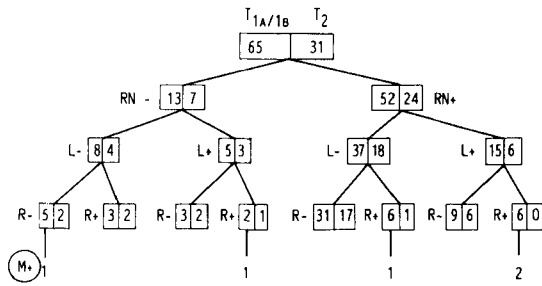 T1A/1B T2
65 31
RN - 13 7 52 24 RN+
L- 8 4 L+ 5 3 L- 37 18 L+ 15 6
R- 5 2 R+ 3 2 R- 3 2 R+ 2 1 R- 31 17 R+ 6 1 R- 9 6 R+ 6 0
M+ 1 1 1 2